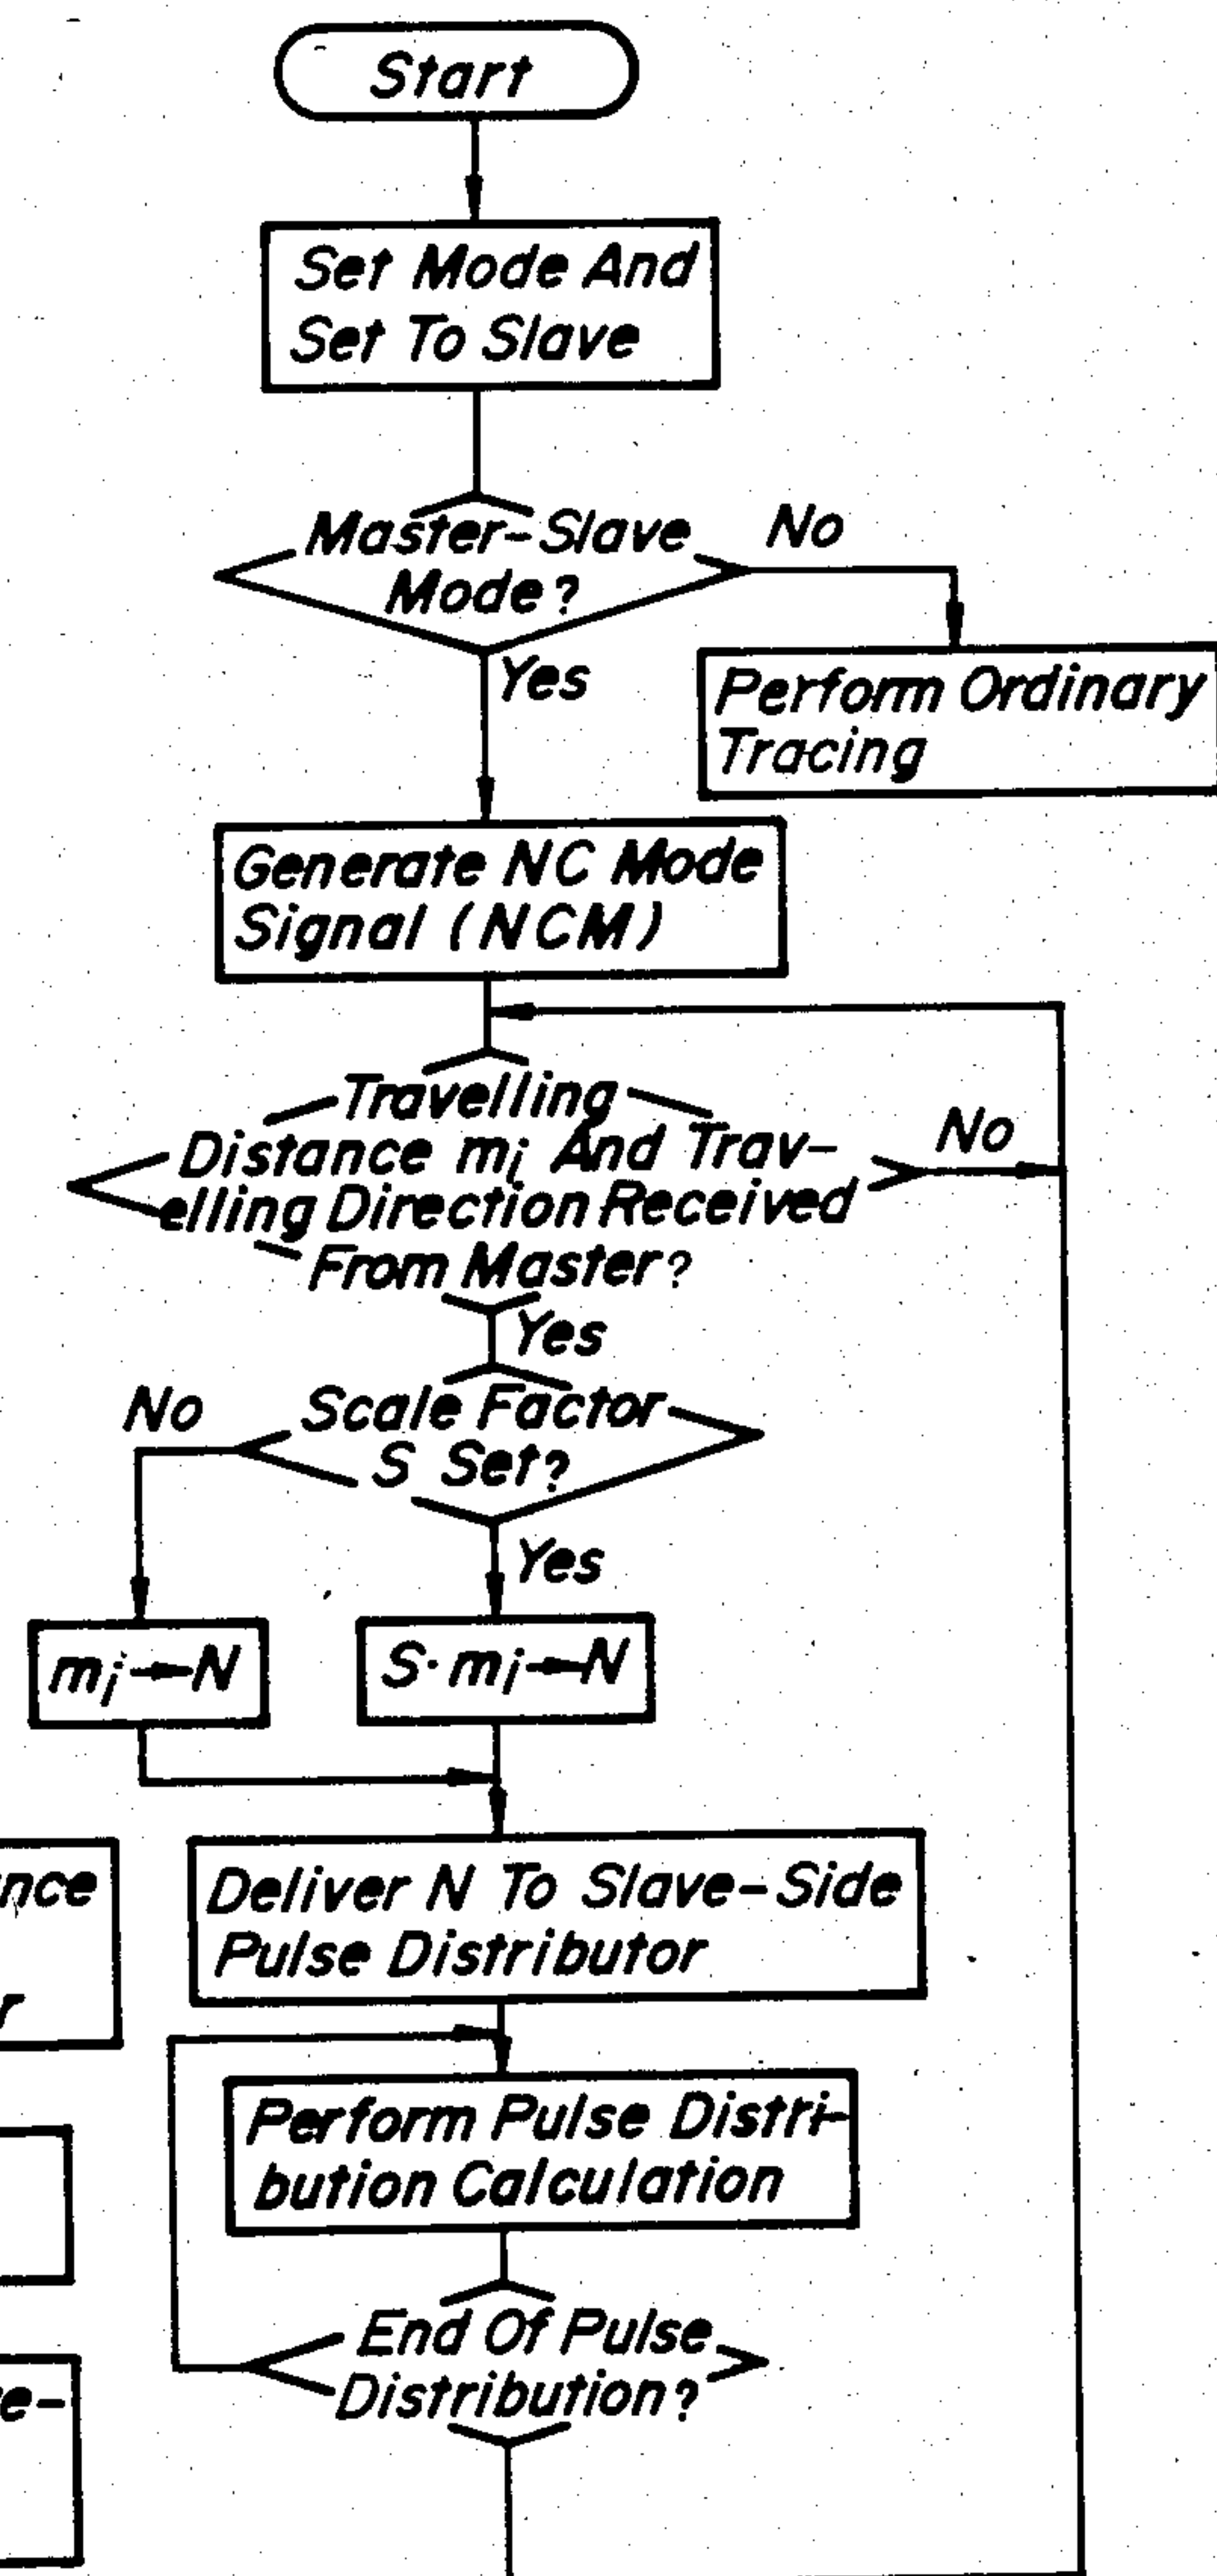 Start
Set Mode And
Set To Slave
Master-Slave
Mode?
No
Yes
Perform Ordinary
Tracing
Generate NC Mode
Signal (NCM)
Travelling
Distance mi And Trav-
elling Direction Received
From Master?
No
Yes
No
Scale Factor
S Set?
Yes
mi→N
S·mi→N
nce
r
Deliver N To Slave-Side
Pulse Distributor
Perform Pulse Distri-
bution Calculation
e-
End Of Pulse
Distribution?